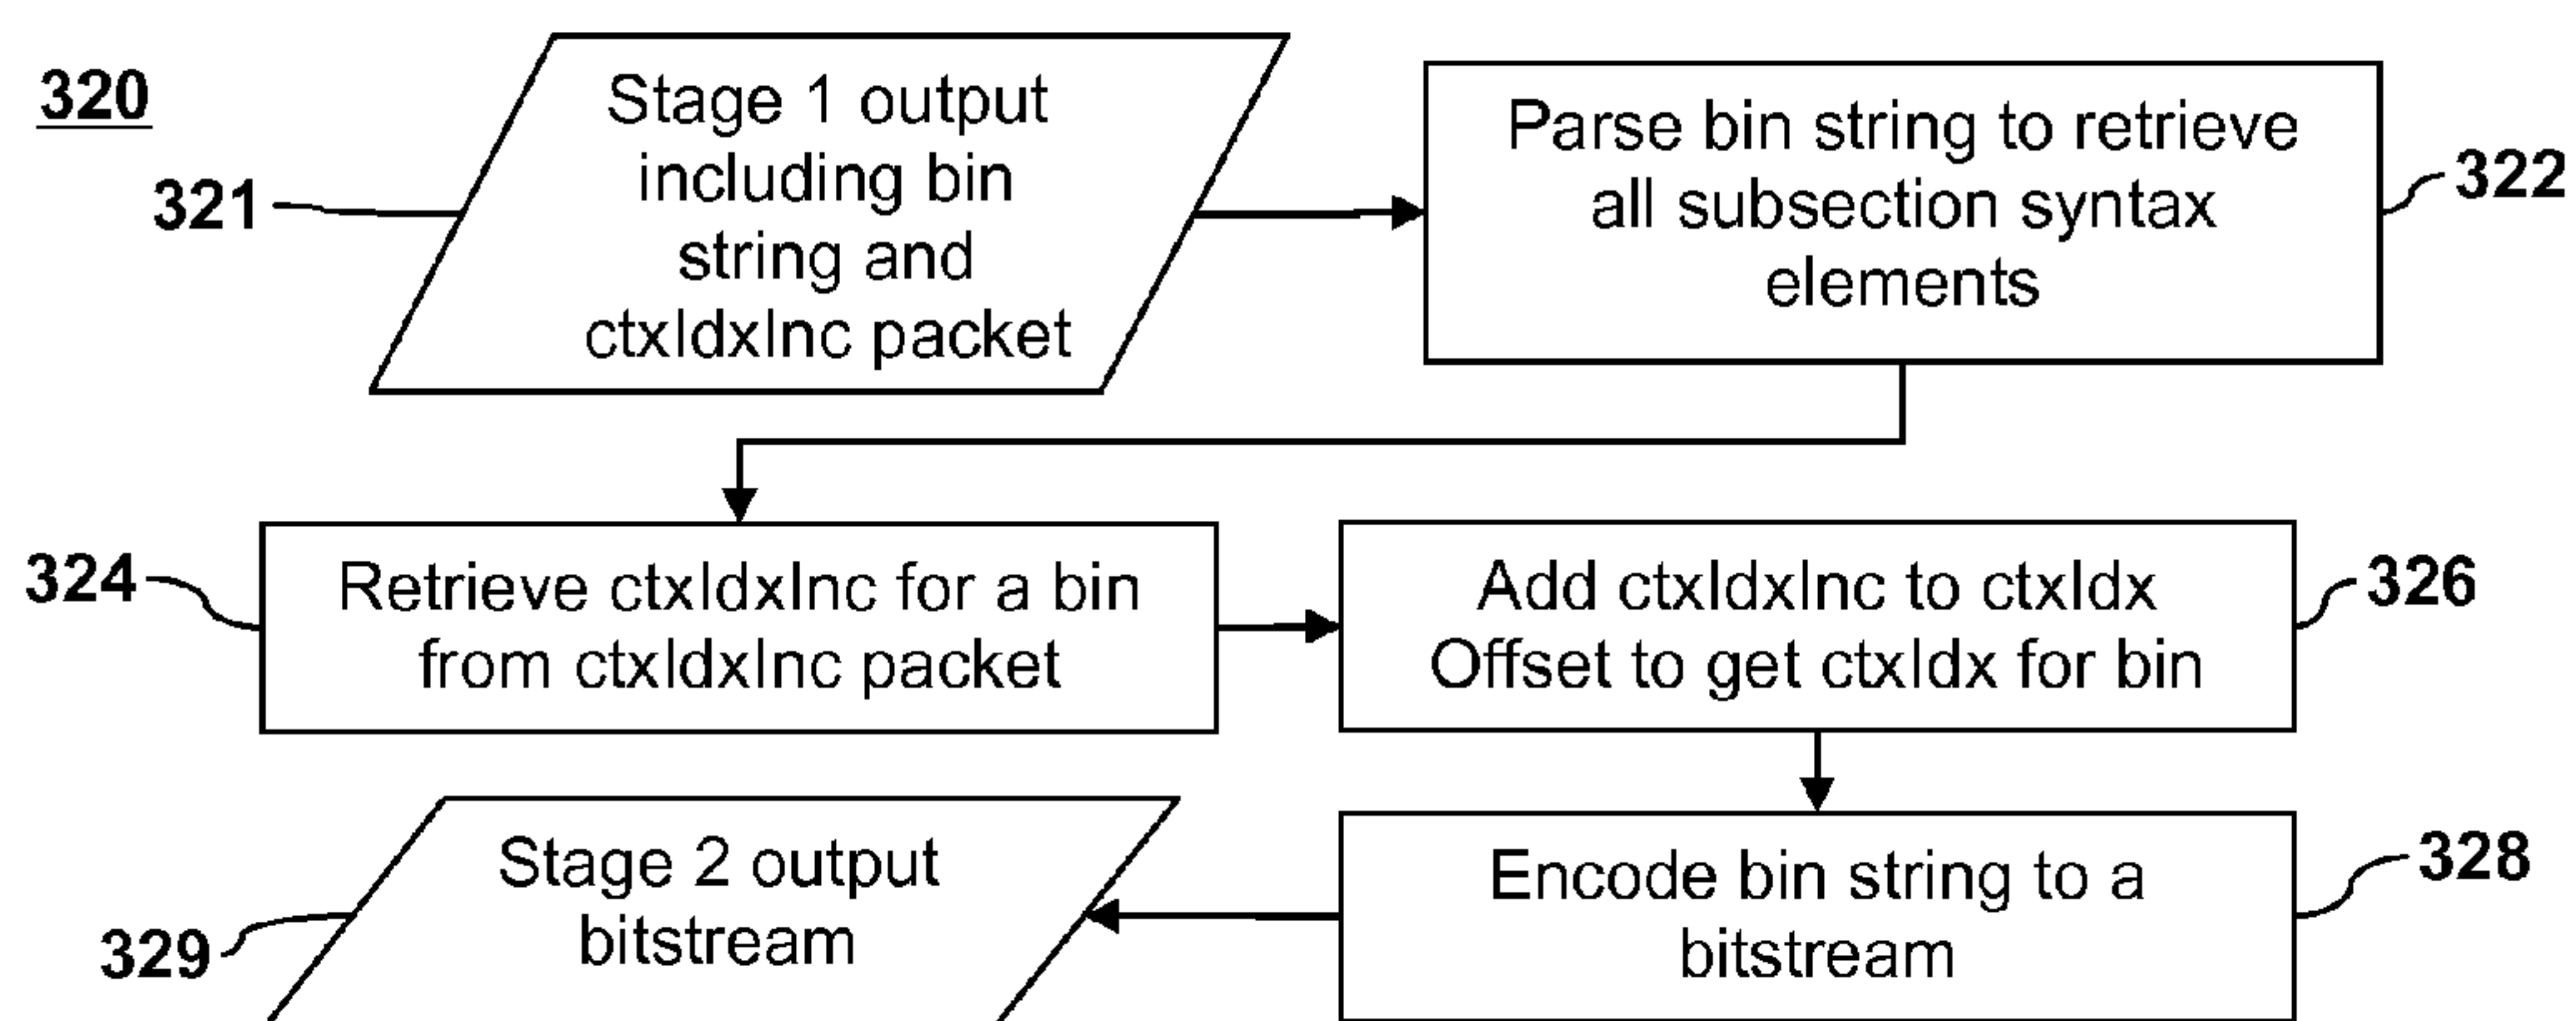 320
321
Stage 1 output
including bin
string and
ctxIdxInc packet
Parse bin string to retrieve
all subsection syntax
elements
322
324
Retrieve ctxIdxInc for a bin
from ctxIdxInc packet
Add ctxIdxInc to ctxIdx
Offset to get ctxIdx for bin
326
329
Stage 2 output
bitstream
Encode bin string to a
bitstream
328